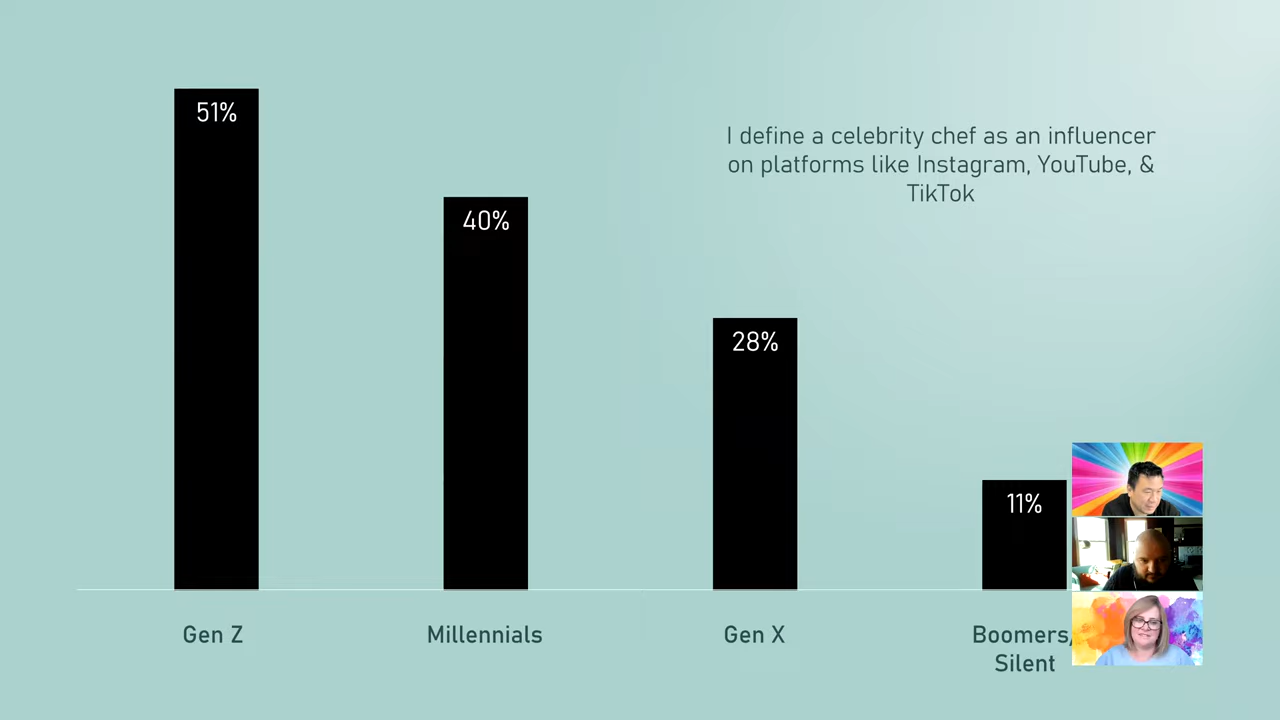 51%
I define a celebrity chef as an influencer
on platforms like Instagram, YouTube, &
TikTok
40%
28%
11%
Gen Z
Millennials
Gen X
Boomers/
Silent